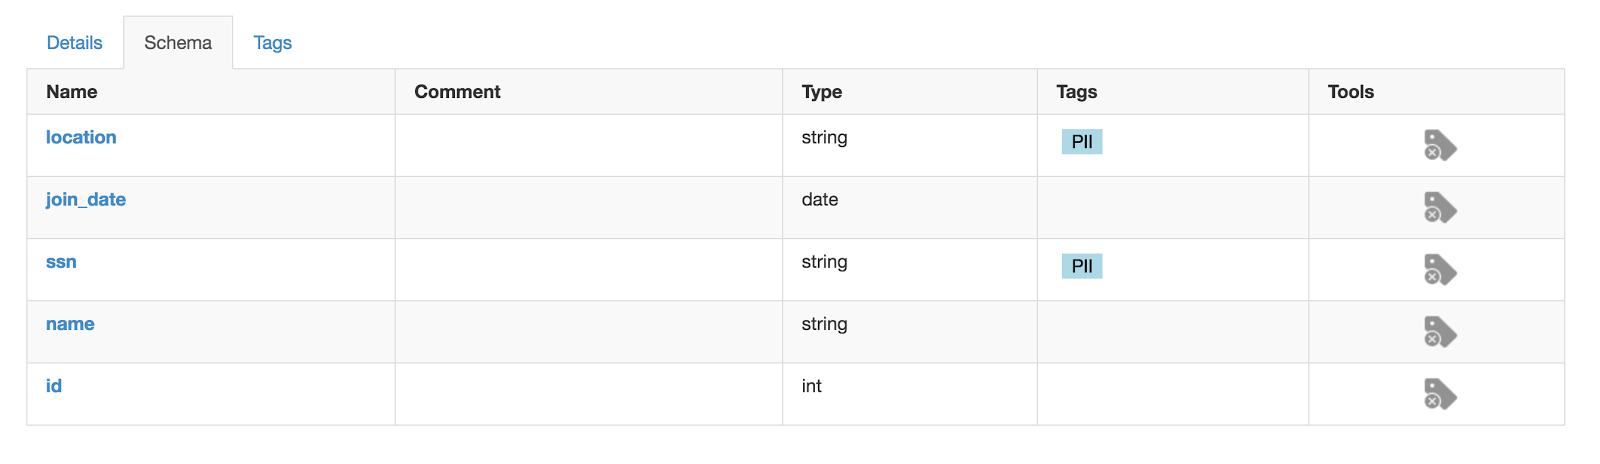 Details Schema Tags
Name Comment Type Tags Tools
location string PII
join_date date
ssn string PII
name string
id int